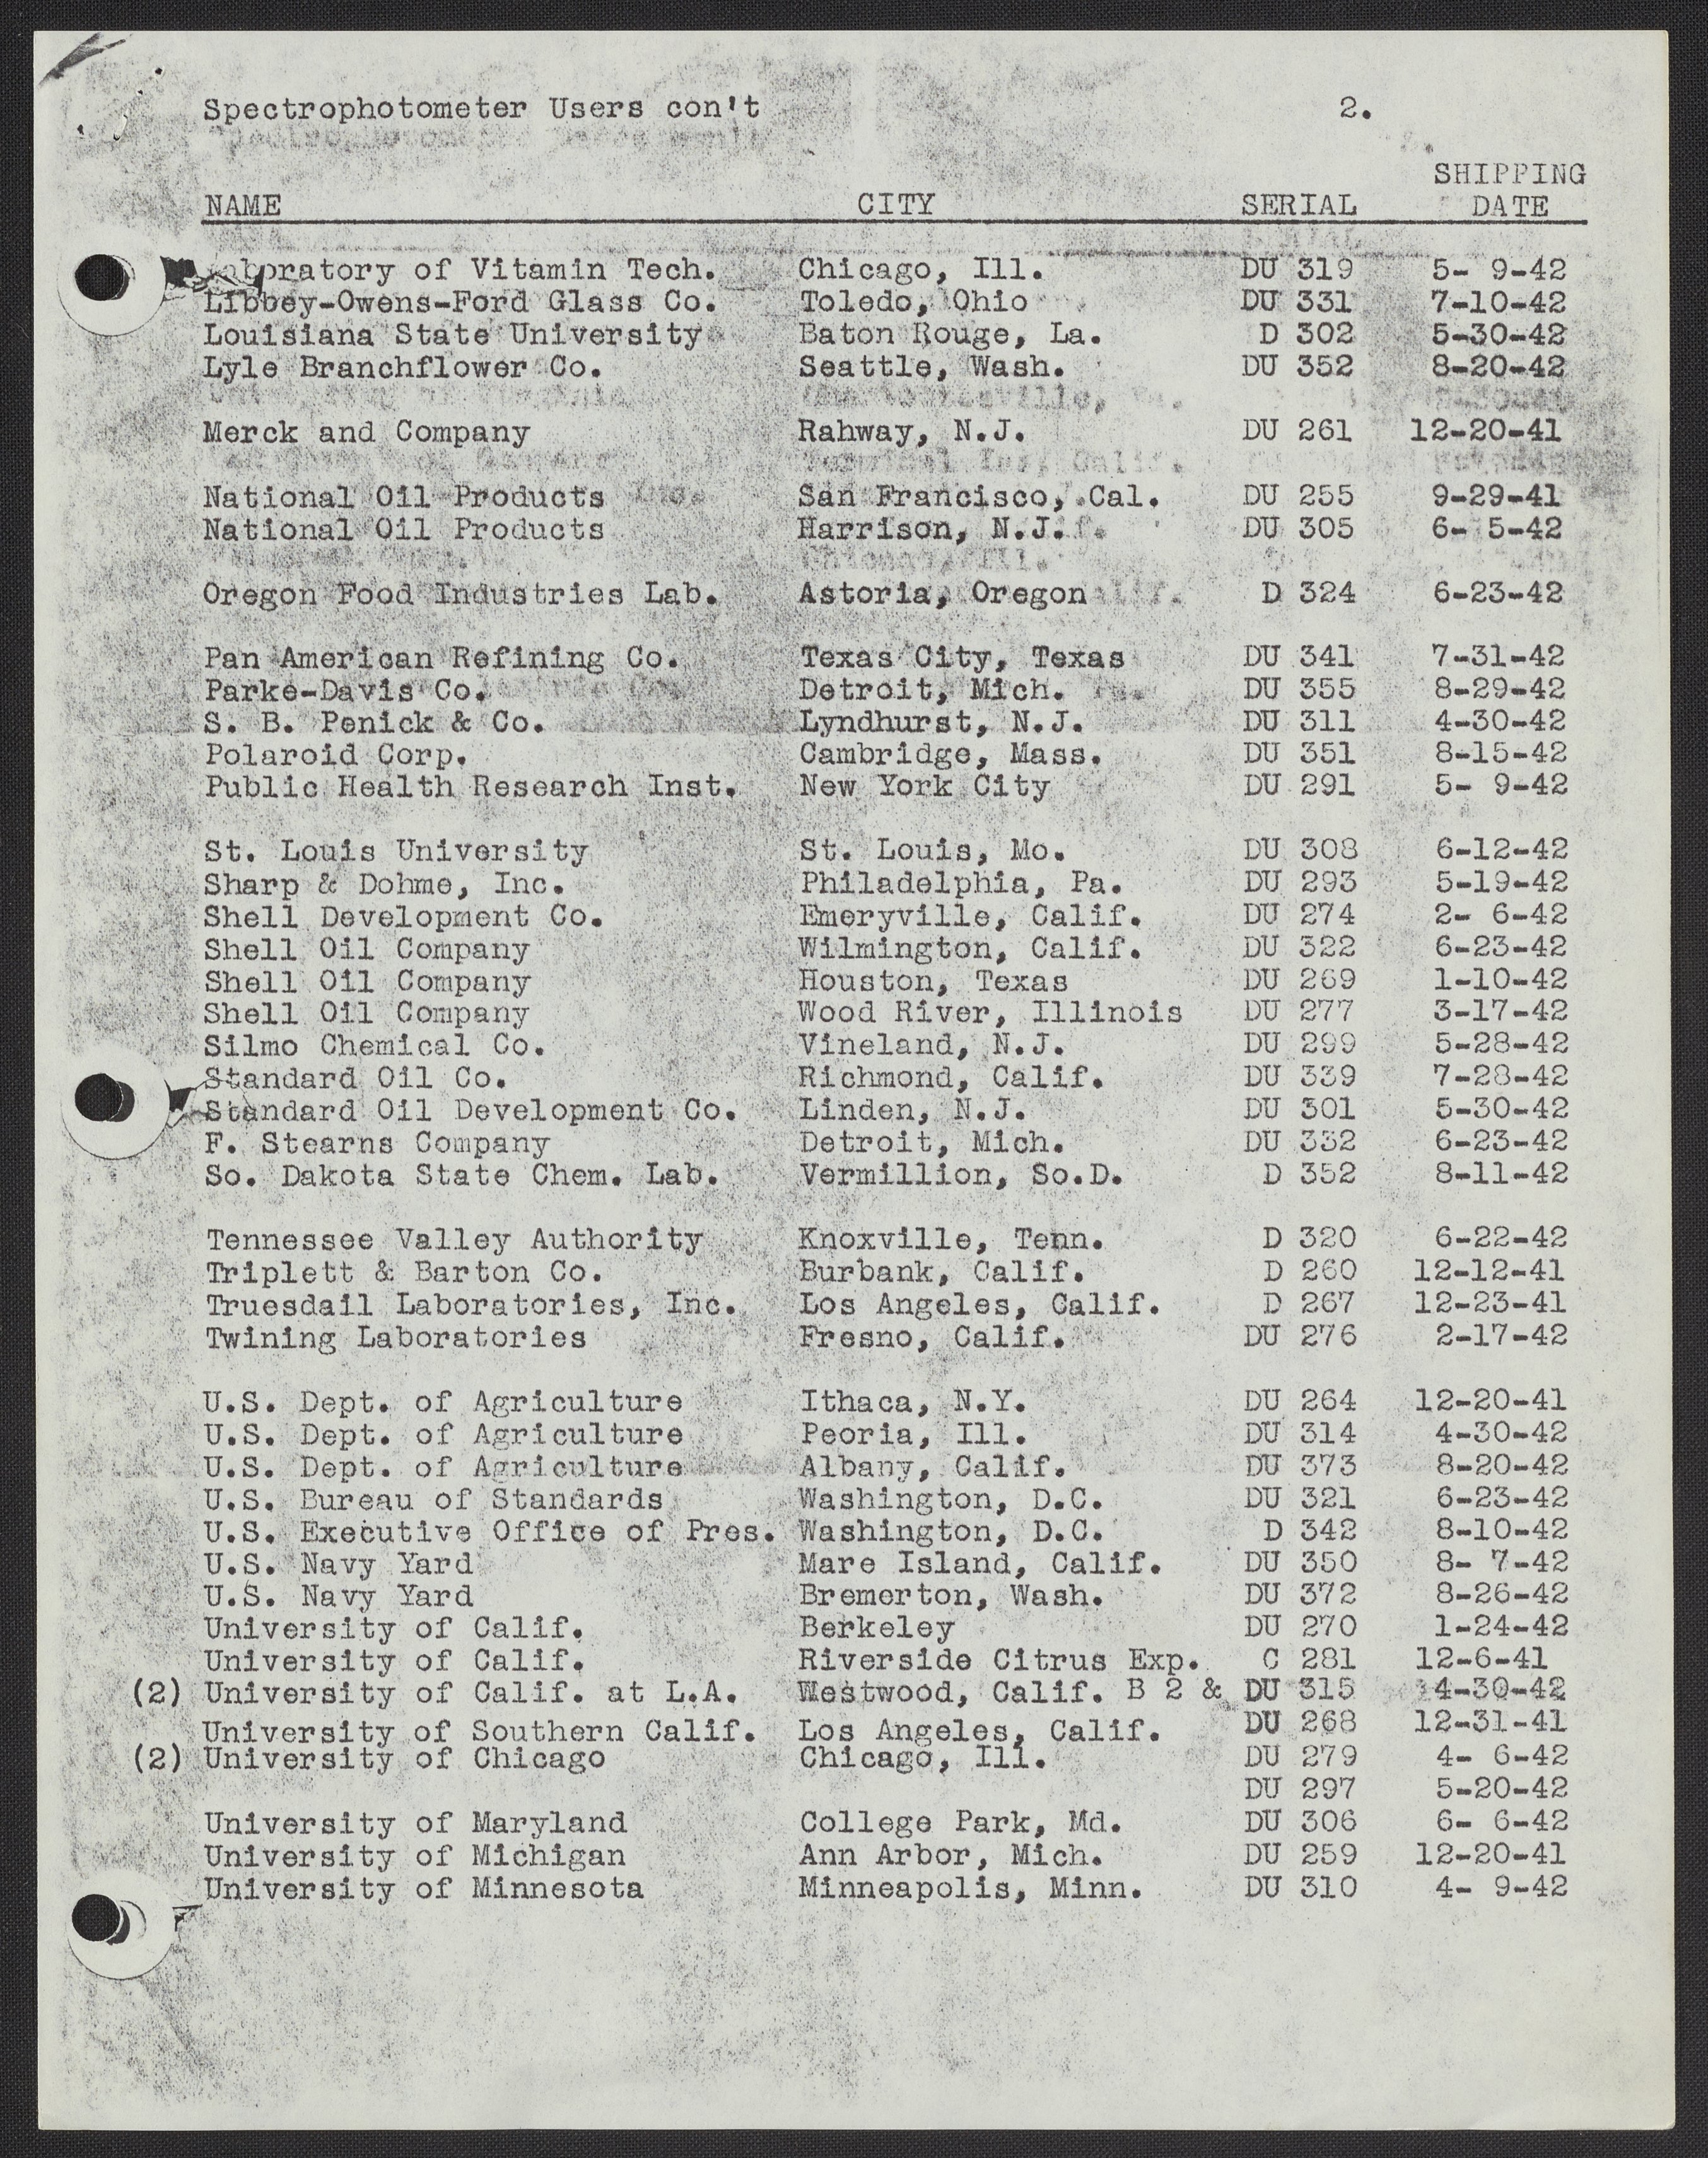 Spectrophotometer Users con't 2.
SHIPPING
NAME CITY SERIAL DATE
Laboratory of Vitamin Tech. Chicago, Ill. DU 319 5- 9-42
Libbey-Owens-Ford Glass Co. Toledo, Ohio DU 331 7-10-42
Louisiana State University Baton Rouge, La. D 302 5-30-42
Lyle Branchflower Co. Seattle, Wash. DU 352 8-20-42
Merck and Company Rahway, N.J. DU 261 12-20-41
National Oil Products San Francisco, Cal. DU 255 9-29-41
National Oil Products Harrison, N.J. DU 305 6- 5-42
Oregon Food Industries Lab. Astoria, Oregon D 324 6-23-42
Pan American Refining Co. Texas City, Texas DU 341 7-31-42
Parke-Davis Co. Detroit, Mich. DU 355 8-29-42
S. B. Penick & Co. Lyndhurst, N.J. DU 311 4-30-42
Polaroid Corp. Cambridge, Mass. DU 351 8-15-42
Public Health Research Inst. New York City DU 291 5- 9-42
St. Louis University St. Louis, Mo. DU 308 6-12-42
Sharp & Dohme, Inc. Philadelphia, Pa. DU 293 5-19-42
Shell Development Co. Emeryville, Calif. DU 274 2- 6-42
Shell Oil Company Wilmington, Calif. DU 322 6-23-42
Shell Oil Company Houston, Texas DU 269 1-10-42
Shell Oil Company Wood River, Illinois DU 277 3-17-42
Silmo Chemical Co. Vineland, N.J. DU 299 5-28-42
Standard Oil Co. Richmond, Calif. DU 339 7-28-42
Standard Oil Development Co. Linden, N.J. DU 301 5-30-42
F. Stearns Company Detroit, Mich. DU 332 6-23-42
So. Dakota State Chem. Lab. Vermillion, So.D. D 352 8-11-42
Tennessee Valley Authority Knoxville, Tenn. D 320 6-22-42
Triplett & Barton Co. Burbank, Calif. D 260 12-12-41
Truesdail Laboratories, Inc. Los Angeles, Calif. D 267 12-23-41
Twining Laboratories Fresno, Calif. DU 276 2-17-42
U.S. Dept. of Agriculture Ithaca, N.Y. DU 264 12-20-41
U.S. Dept. of Agriculture Peoria, Ill. DU 314 4-30-42
U.S. Dept. of Agriculture Albany, Calif. DU 373 8-20-42
U.S. Bureau of Standards Washington, D.C. DU 321 6-23-42
U.S. Executive Office of Pres. Washington, D.C. D 342 8-10-42
U.S. Navy Yard Mare Island, Calif. DU 350 8- 7-42
U.S. Navy Yard Bremerton, Wash. DU 372 8-26-42
University of Calif. Berkeley DU 270 1-24-42
University of Calif. Riverside Citrus Exp. C 281 12-6-41
(2) University of Calif. at L.A. Westwood, Calif. B 2 & DU 315 4-30-42
University of Southern Calif. Los Angeles, Calif. DU 268 12-31-41
(2) University of Chicago Chicago, Ill. DU 279 4- 6-42
DU 297 5-20-42
University of Maryland College Park, Md. DU 306 6- 6-42
University of Michigan Ann Arbor, Mich. DU 259 12-20-41
University of Minnesota Minneapolis, Minn. DU 310 4- 9-42